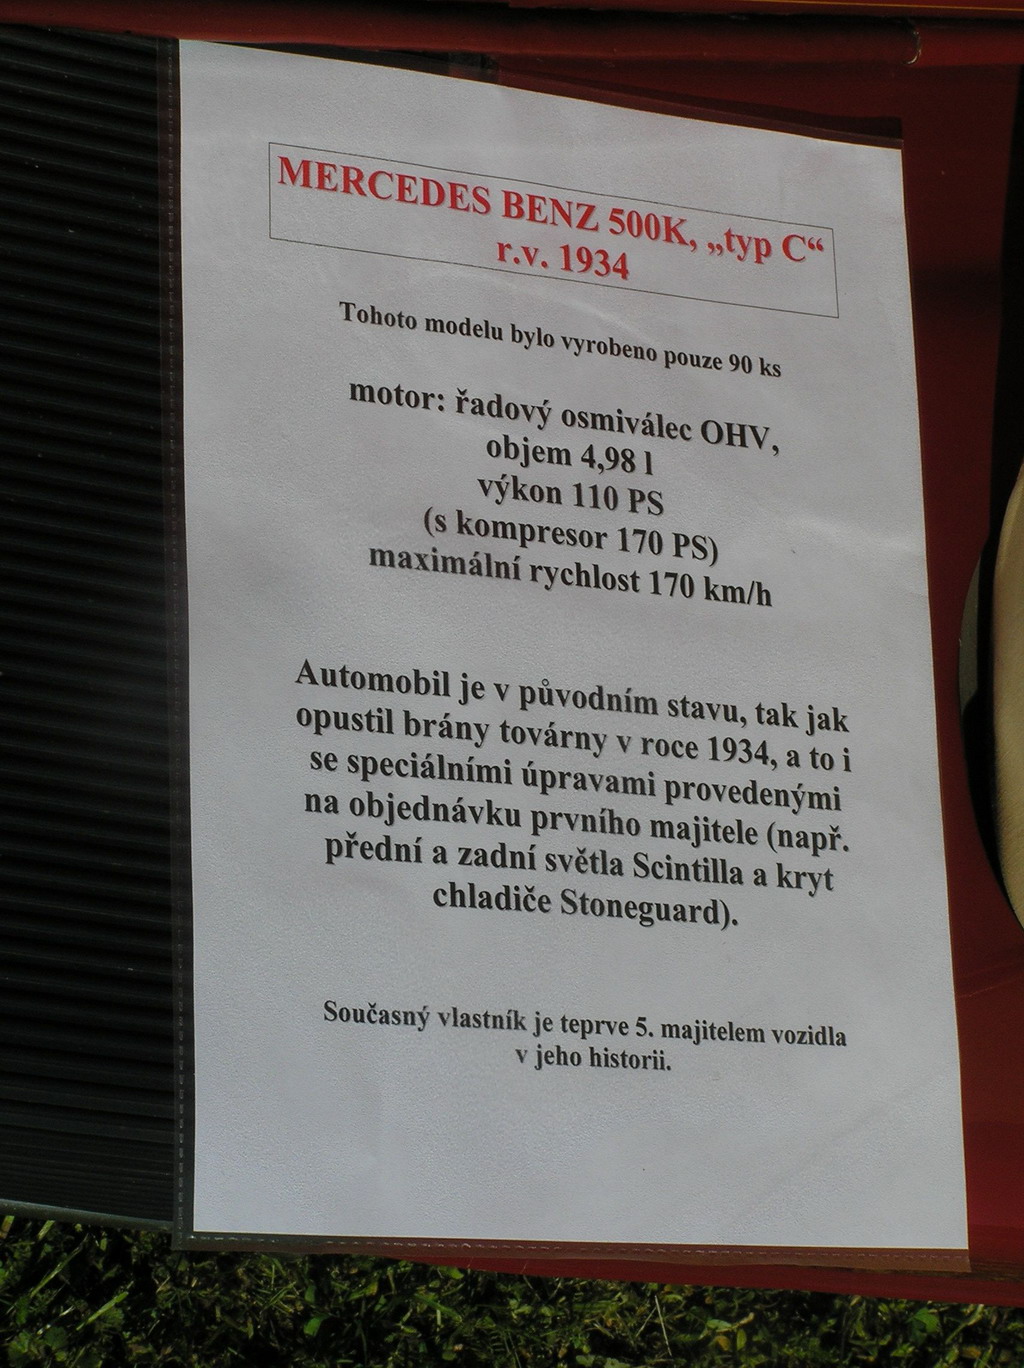 MERCEDES BENZ 500K, „typ C“
r.v. 1934
Tohoto modelu bylo vyrobeno pouze 90 ks
motor: řadový osmiválec OHV,
objem 4,98 l
výkon 110 PS
(s kompresor 170 PS)
maximální rychlost 170 km/h
Automobil je v původním stavu, tak jak
opustil brány továrny v roce 1934, a to i
se speciálními úpravami provedenými
na objednávku prvního majitele (např.
přední a zadní světla Scintilla a kryt
chladiče Stoneguard).
Současný vlastník je teprve 5. majitelem vozidla
v jeho historii.